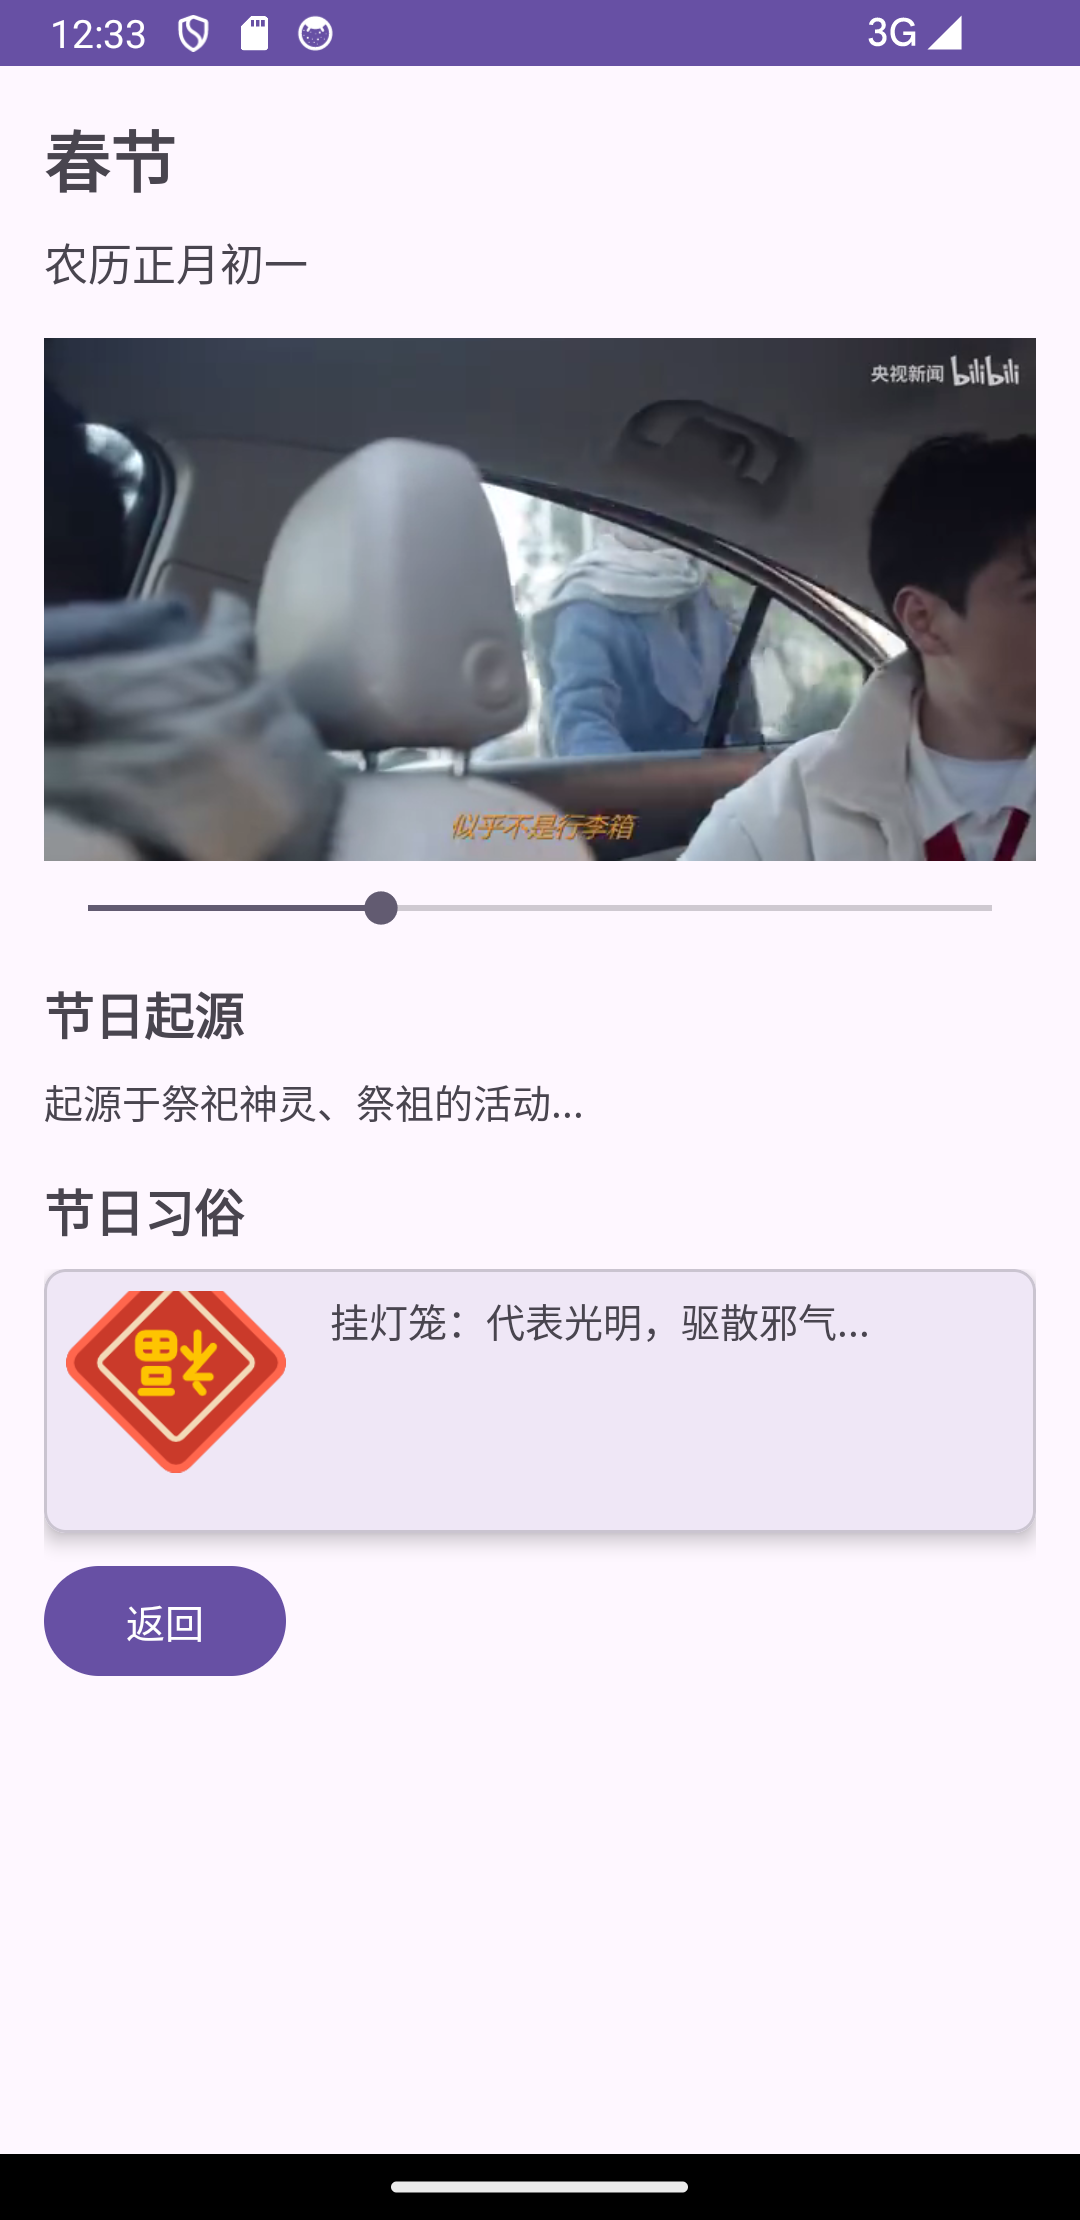 12:33
3G
春节
农历正月初一
央视新闻 bilibili
似乎不是行李箱
节日起源
起源于祭祀神灵、祭祖的活动...
节日习俗
福
挂灯笼：代表光明，驱散邪气...
返回